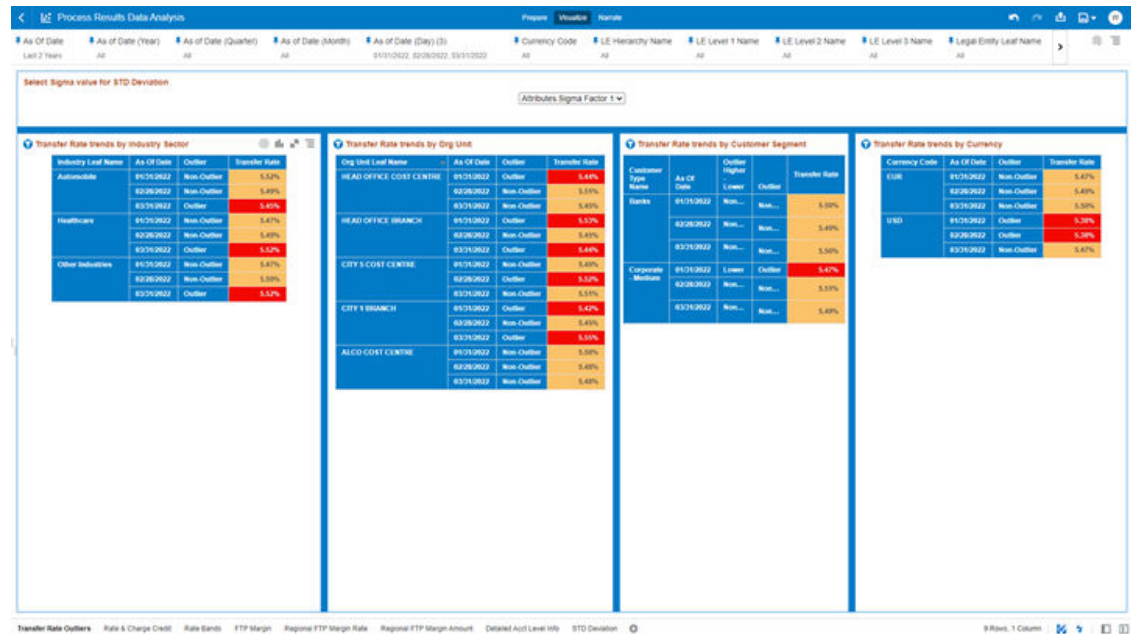 Process Results Data Analysis
Prepare Visualize Narrate
As Of Date As of Date (Year) As of Date (Quarter) As of Date (Month) As of Date (Day) (3) Currency Code LE Hierarchy Name LE Level 1 Name LE Level 2 Name LE Level 3 Name Legal Entity Leaf Name
Last 2 Years All All All 01/31/2022, 02/28/2022, 03/31/2022 All All All All All All
Select Sigma value for STD Deviation
Attributes Sigma Factor 1
Transfer Rate trends by Industry Sector
Industry Leaf Name As Of Date Outlier Transfer Rate
Automobile 01/31/2022 Non-Outlier 5.52%
02/28/2022 Non-Outlier 5.49%
03/31/2022 Outlier 5.45%
Healthcare 01/31/2022 Non-Outlier 5.47%
02/28/2022 Non-Outlier 5.49%
03/31/2022 Outlier 5.52%
Other Industries 01/31/2022 Non-Outlier 5.47%
02/28/2022 Non-Outlier 5.50%
03/31/2022 Outlier 5.52%
Transfer Rate trends by Org Unit
Org Unit Leaf Name As Of Date Outlier Transfer Rate
HEAD OFFICE COST CENTRE 01/31/2022 Outlier 5.44%
02/28/2022 Non-Outlier 5.51%
03/31/2022 Non-Outlier 5.45%
HEAD OFFICE BRANCH 01/31/2022 Outlier 5.53%
02/28/2022 Non-Outlier 5.45%
03/31/2022 Outlier 5.44%
CITY 5 COST CENTRE 01/31/2022 Non-Outlier 5.49%
02/28/2022 Outlier 5.52%
03/31/2022 Non-Outlier 5.51%
CITY 1 BRANCH 01/31/2022 Outlier 5.42%
02/28/2022 Non-Outlier 5.45%
03/31/2022 Outlier 5.55%
ALCO COST CENTRE 01/31/2022 Non-Outlier 5.50%
02/28/2022 Non-Outlier 5.48%
03/31/2022 Non-Outlier 5.48%
Transfer Rate trends by Customer Segment
Customer Type Name As Of Date Outlier Higher - Lower Outlier Transfer Rate
Banks 01/31/2022 Non... Non... 5.50%
02/28/2022 Non... Non... 5.49%
03/31/2022 Non... Non... 5.50%
Corporate - Medium 01/31/2022 Lower Outlier 5.47%
02/28/2022 Non... Non... 5.51%
03/31/2022 Non... Non... 5.49%
Transfer Rate trends by Currency
Currency Code As Of Date Outlier Transfer Rate
EUR 01/31/2022 Non-Outlier 5.47%
02/28/2022 Non-Outlier 5.49%
03/31/2022 Non-Outlier 5.50%
USD 01/31/2022 Outlier 5.38%
02/28/2022 Outlier 5.38%
03/31/2022 Non-Outlier 5.47%
Transfer Rate Outliers Rate & Charge Credit Rate Bands FTP Margin Regional FTP Margin Rate Regional FTP Margin Amount Detailed Acct Level Info STD Deviation
9 Rows, 1 Column